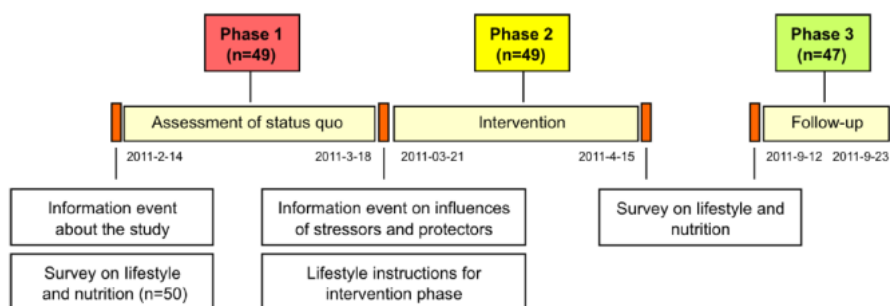 Phase 1
(n=49)
Phase 2
(n=49)
Phase 3
(n=47)
Assessment of status quo
Intervention
Follow-up
2011-2-14
2011-3-18
2011-03-21
2011-4-15
2011-9-12
2011-9-23
Information event
about the study
Information event on influences
of stressors and protectors
Survey on lifestyle and
nutrition
Survey on lifestyle
and nutrition (n=50)
Lifestyle instructions for
intervention phase